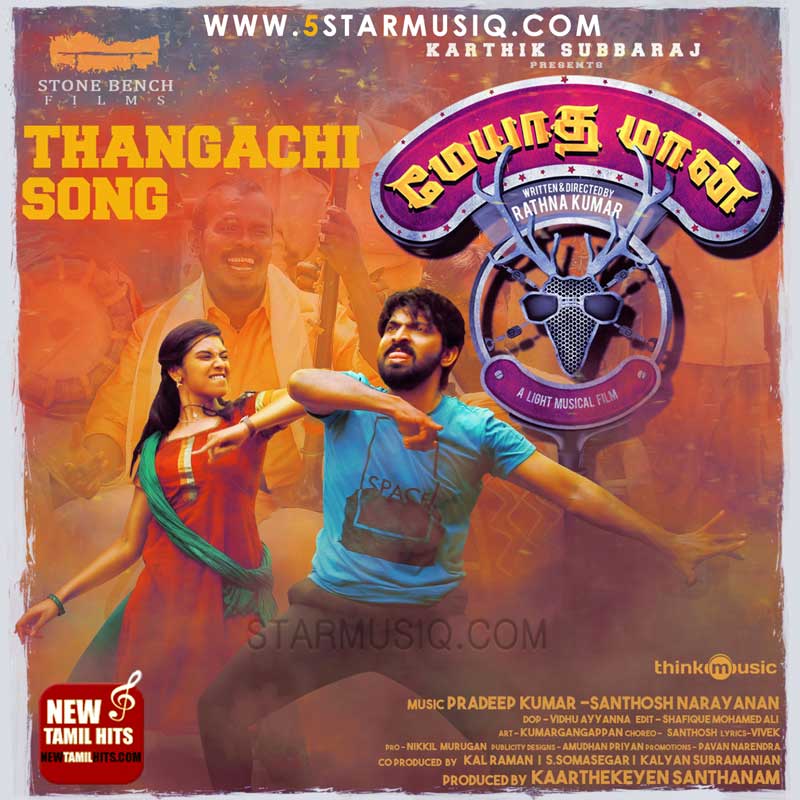 WWW.5STARMUSIQ.COM
KARTHIK SUBBARAJ
PRESENTS
STONE BENCH
FILMS
THANGACHI
SONG
மேயாத மான்
WRITTEN & DIRECTED BY
RATHNA KUMAR
A LIGHT MUSICAL FILM
SPACE
STARMUS1Q.COM
thinkmusic
NEW
TAMIL HITS
NEWTAMILHITS.COM
MUSIC PRADEEP KUMAR -SANTHOSH NARAYANAN
DOP - VIDHU AYYANNA EDIT - SHAFIQUE MOHAMED ALI
ART - KUMARGANGAPPAN CHOREO - SANTHOSH LYRICS-VIVEK
PRO - NIKKIL MURUGAN PUBLICITY DESIGNS - AMUDHAN PRIYAN PROMOTIONS - PAVAN NARENDRA
CO PRODUCED BY KAL RAMAN I S.SOMASEGAR I KALYAN SUBRAMANIAN
PRODUCED BY KAARTHEKEYEN SANTHANAM